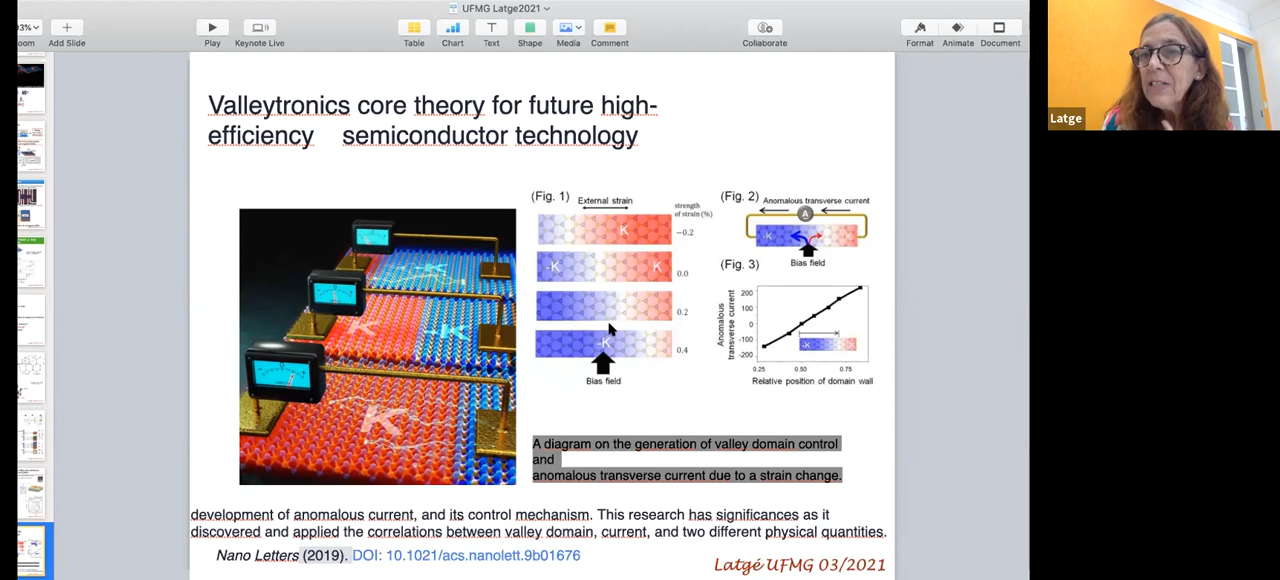 UFMG Latge2021
93%
Zoom
Add Slide
Play
Keynote Live
Table
Chart
Text
Shape
Media
Comment
Collaborate
Format
Animate
Document
Latge
Valleytronics core theory for future high-
efficiency semiconductor technology
(Fig. 1)
External strain
strength
of strain (%)
K
−0.2
-K
K
0.0
0.2
-K
0.4
Bias field
(Fig. 2)
Anomalous transverse current
A
-K
Bias field
(Fig. 3)
Anomalous
transverse current
200
100
0
-100
-200
-K
K
0.25
0.50
0.75
Relative position of domain wall
K
K
A diagram on the generation of valley domain control
and
anomalous transverse current due to a strain change.
development of anomalous current, and its control mechanism. This research has significances as it
discovered and applied the correlations between valley domain, current, and two different physical quantities.
Nano Letters (2019). DOI: 10.1021/acs.nanolett.9b01676
Latgé UFMG 03/2021